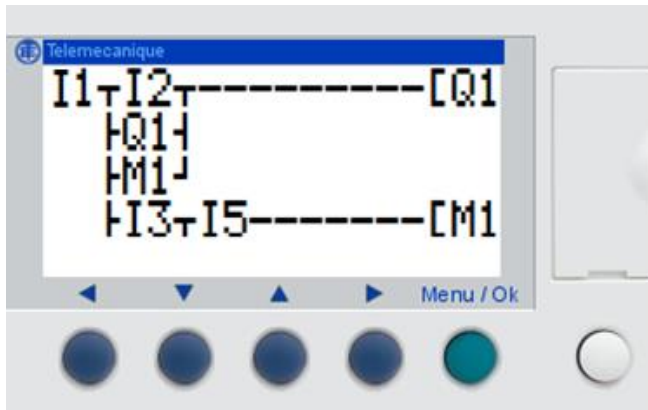 Telemecanique
I1┬I2┬---------[Q1
├Q1┤
├M1┘
├I3┬I5-------[M1
Menu / Ok